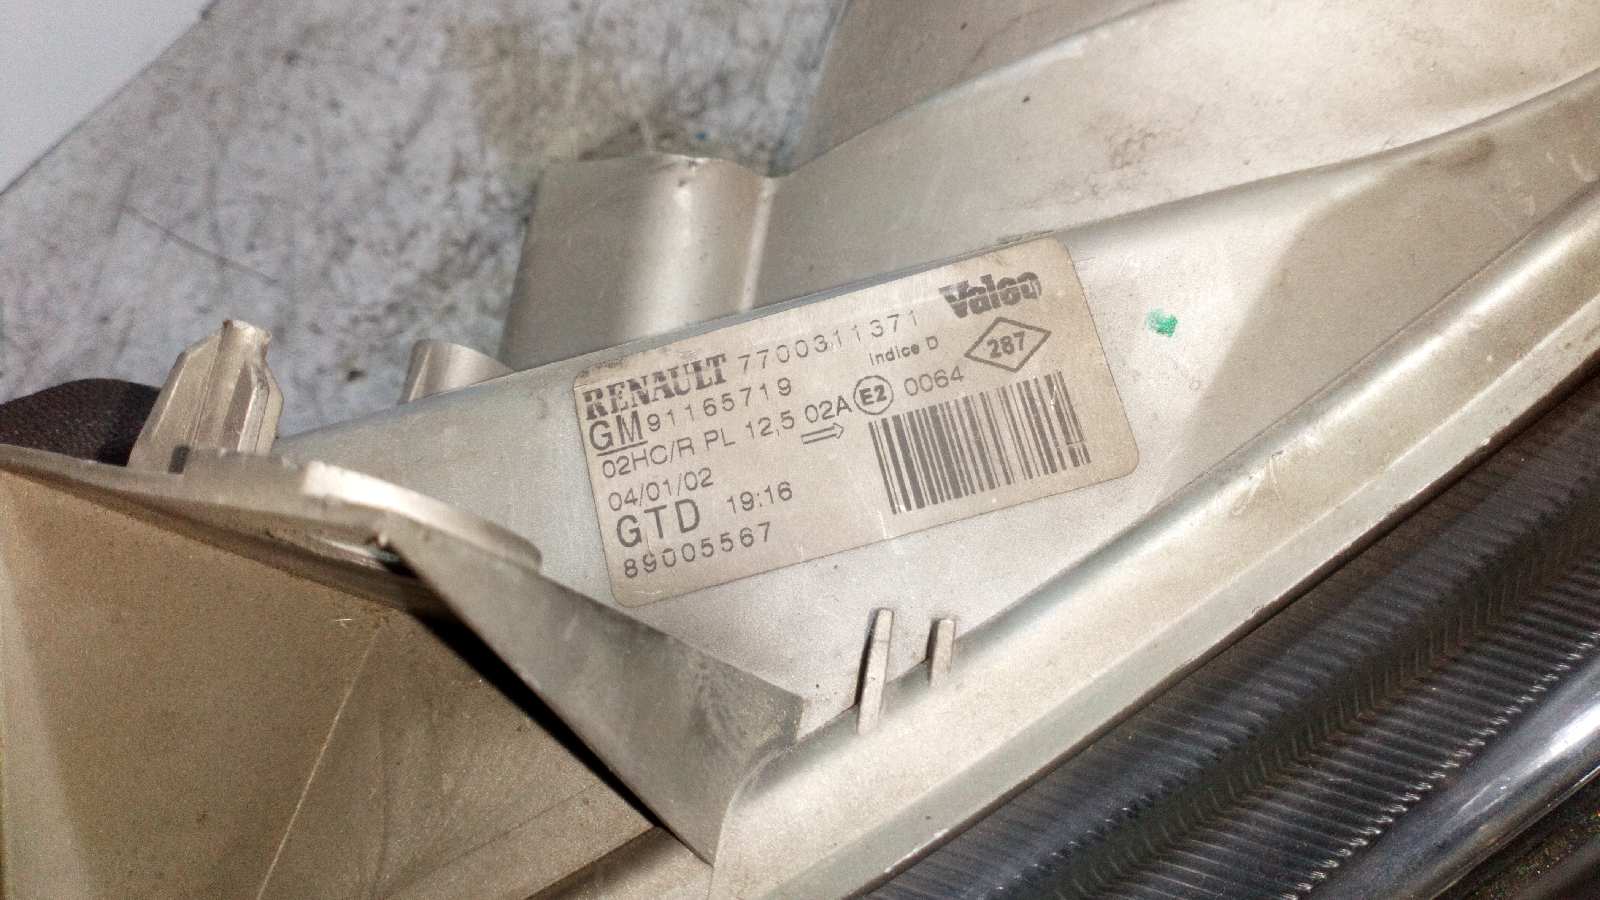 Valeo
RENAULT 7700311371
GM 91165719 Indice D 287
02HC/R PL 12,5 02A E2 0064
04/01/02
GTD 19:16
89005567